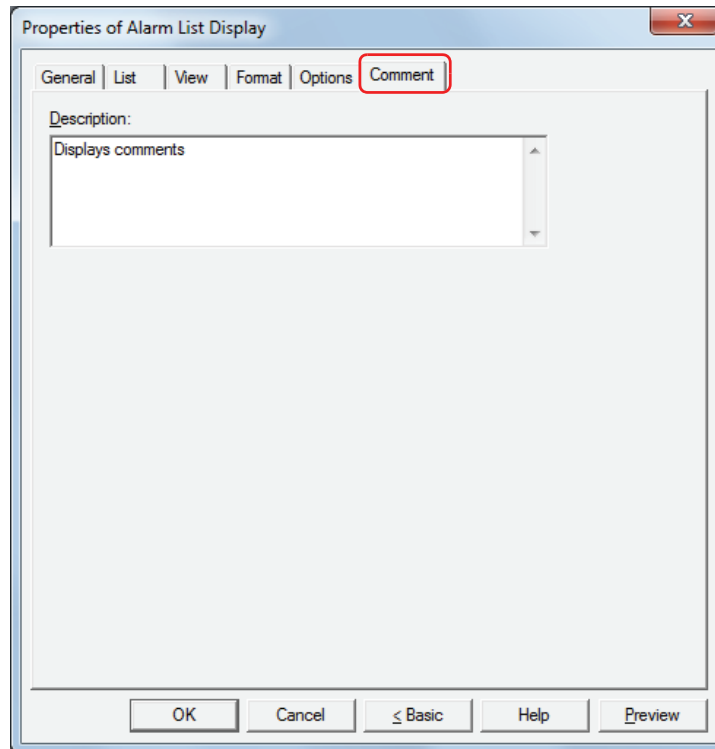 Properties of Alarm List Display
General List View Format Options Comment
Description:
Displays comments
OK Cancel < Basic Help Preview